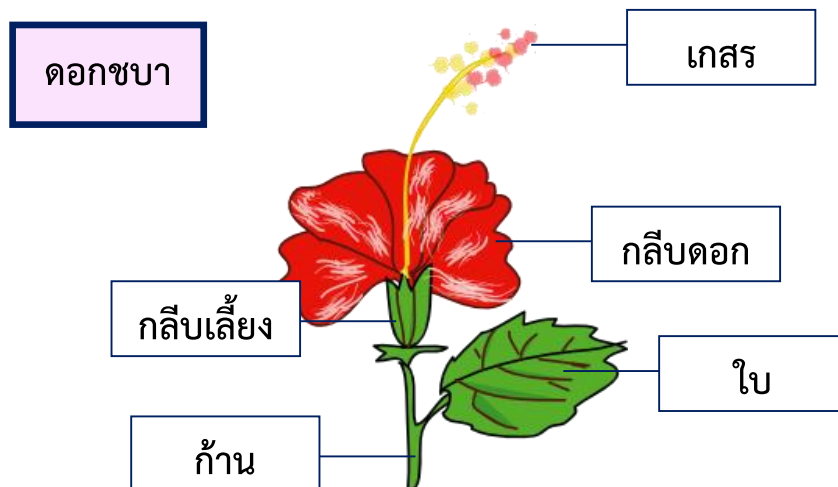 ดอกชบา
เกสร
กลีบดอก
กลีบเลี้ยง
ใบ
ก้าน